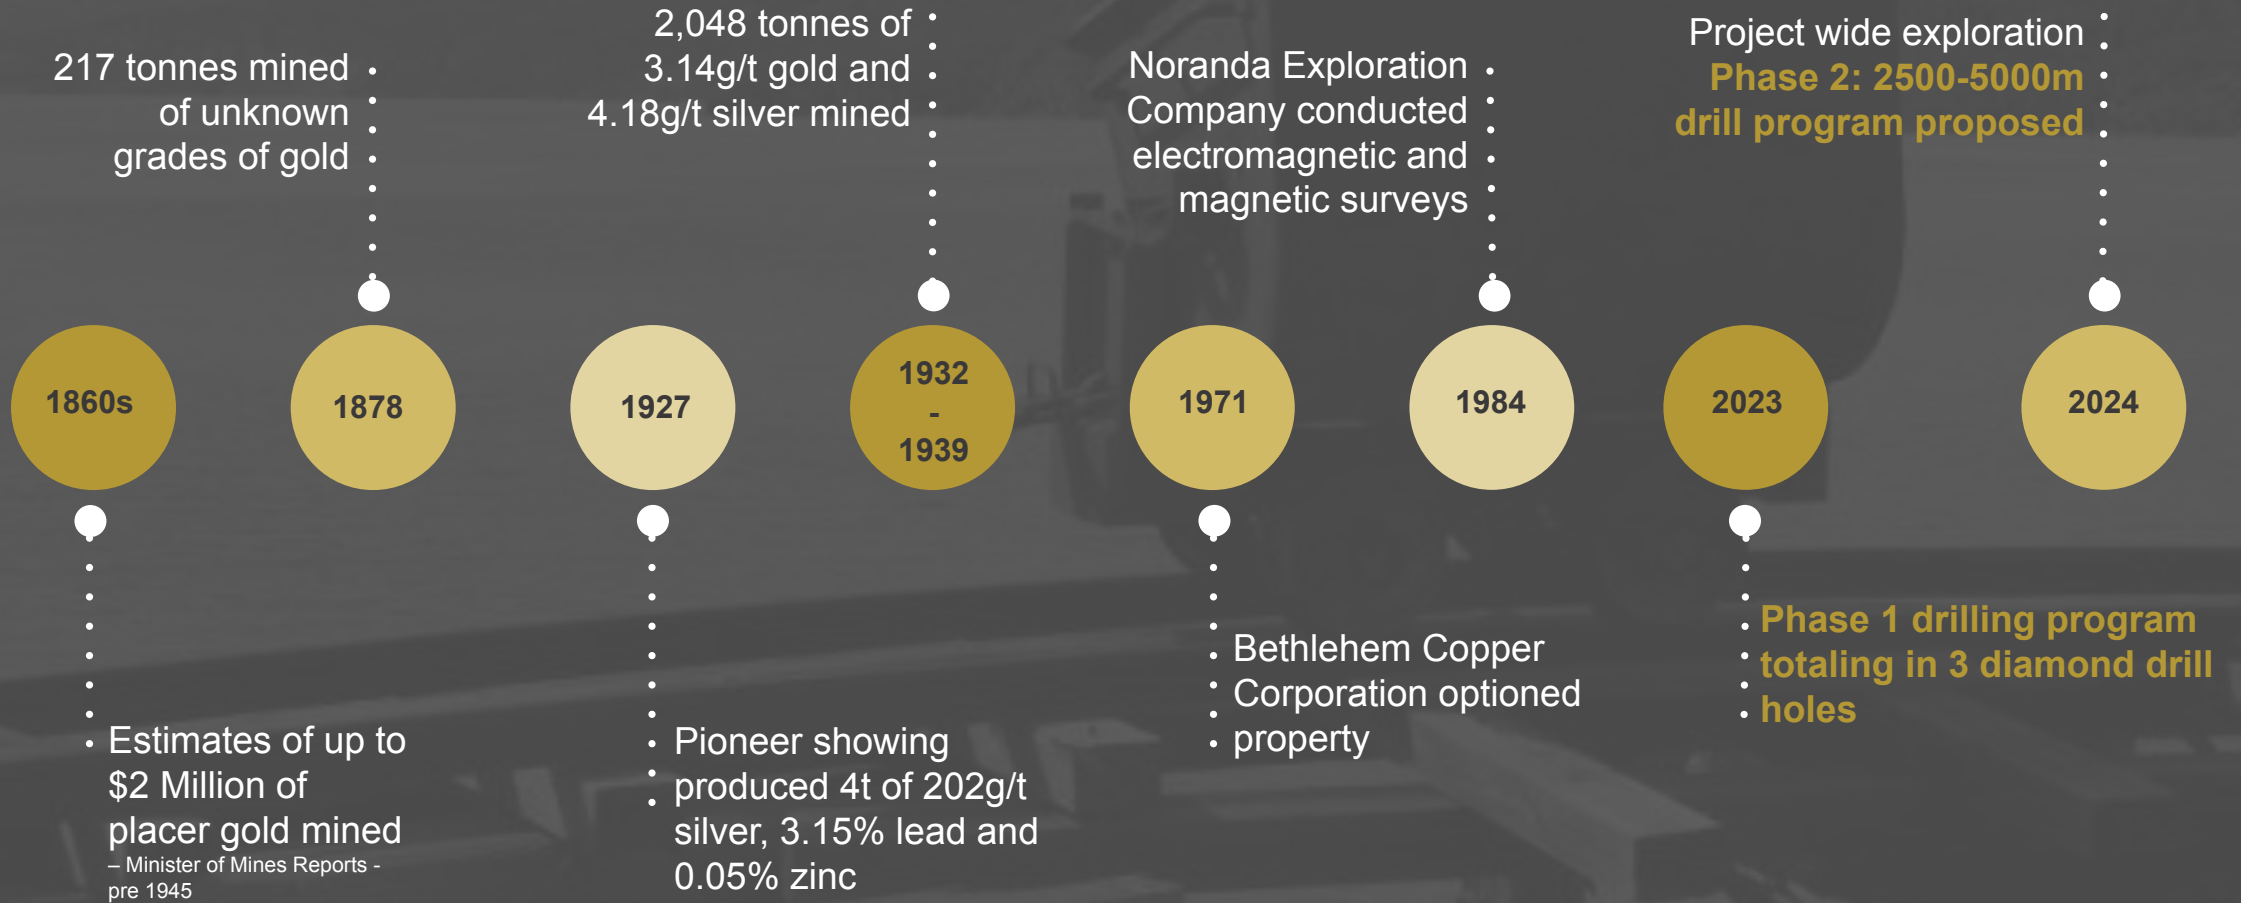 217 tonnes mined
of unknown
grades of gold
2,048 tonnes of
3.14g/t gold and
4.18g/t silver mined
Noranda Exploration
Company conducted
electromagnetic and
magnetic surveys
Project wide exploration
Phase 2: 2500-5000m
drill program proposed
1860s
1878
1927
1932
-
1939
1971
1984
2023
2024
Estimates of up to
$2 Million of
placer gold mined
– Minister of Mines Reports -
pre 1945
Pioneer showing
produced 4t of 202g/t
silver, 3.15% lead and
0.05% zinc
Bethlehem Copper
Corporation optioned
property
Phase 1 drilling program
totaling in 3 diamond drill
holes